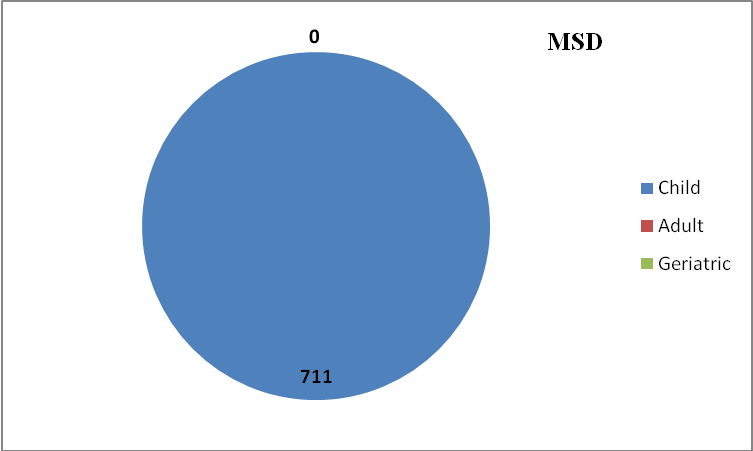 0
MSD
Child
Adult
Geriatric
711